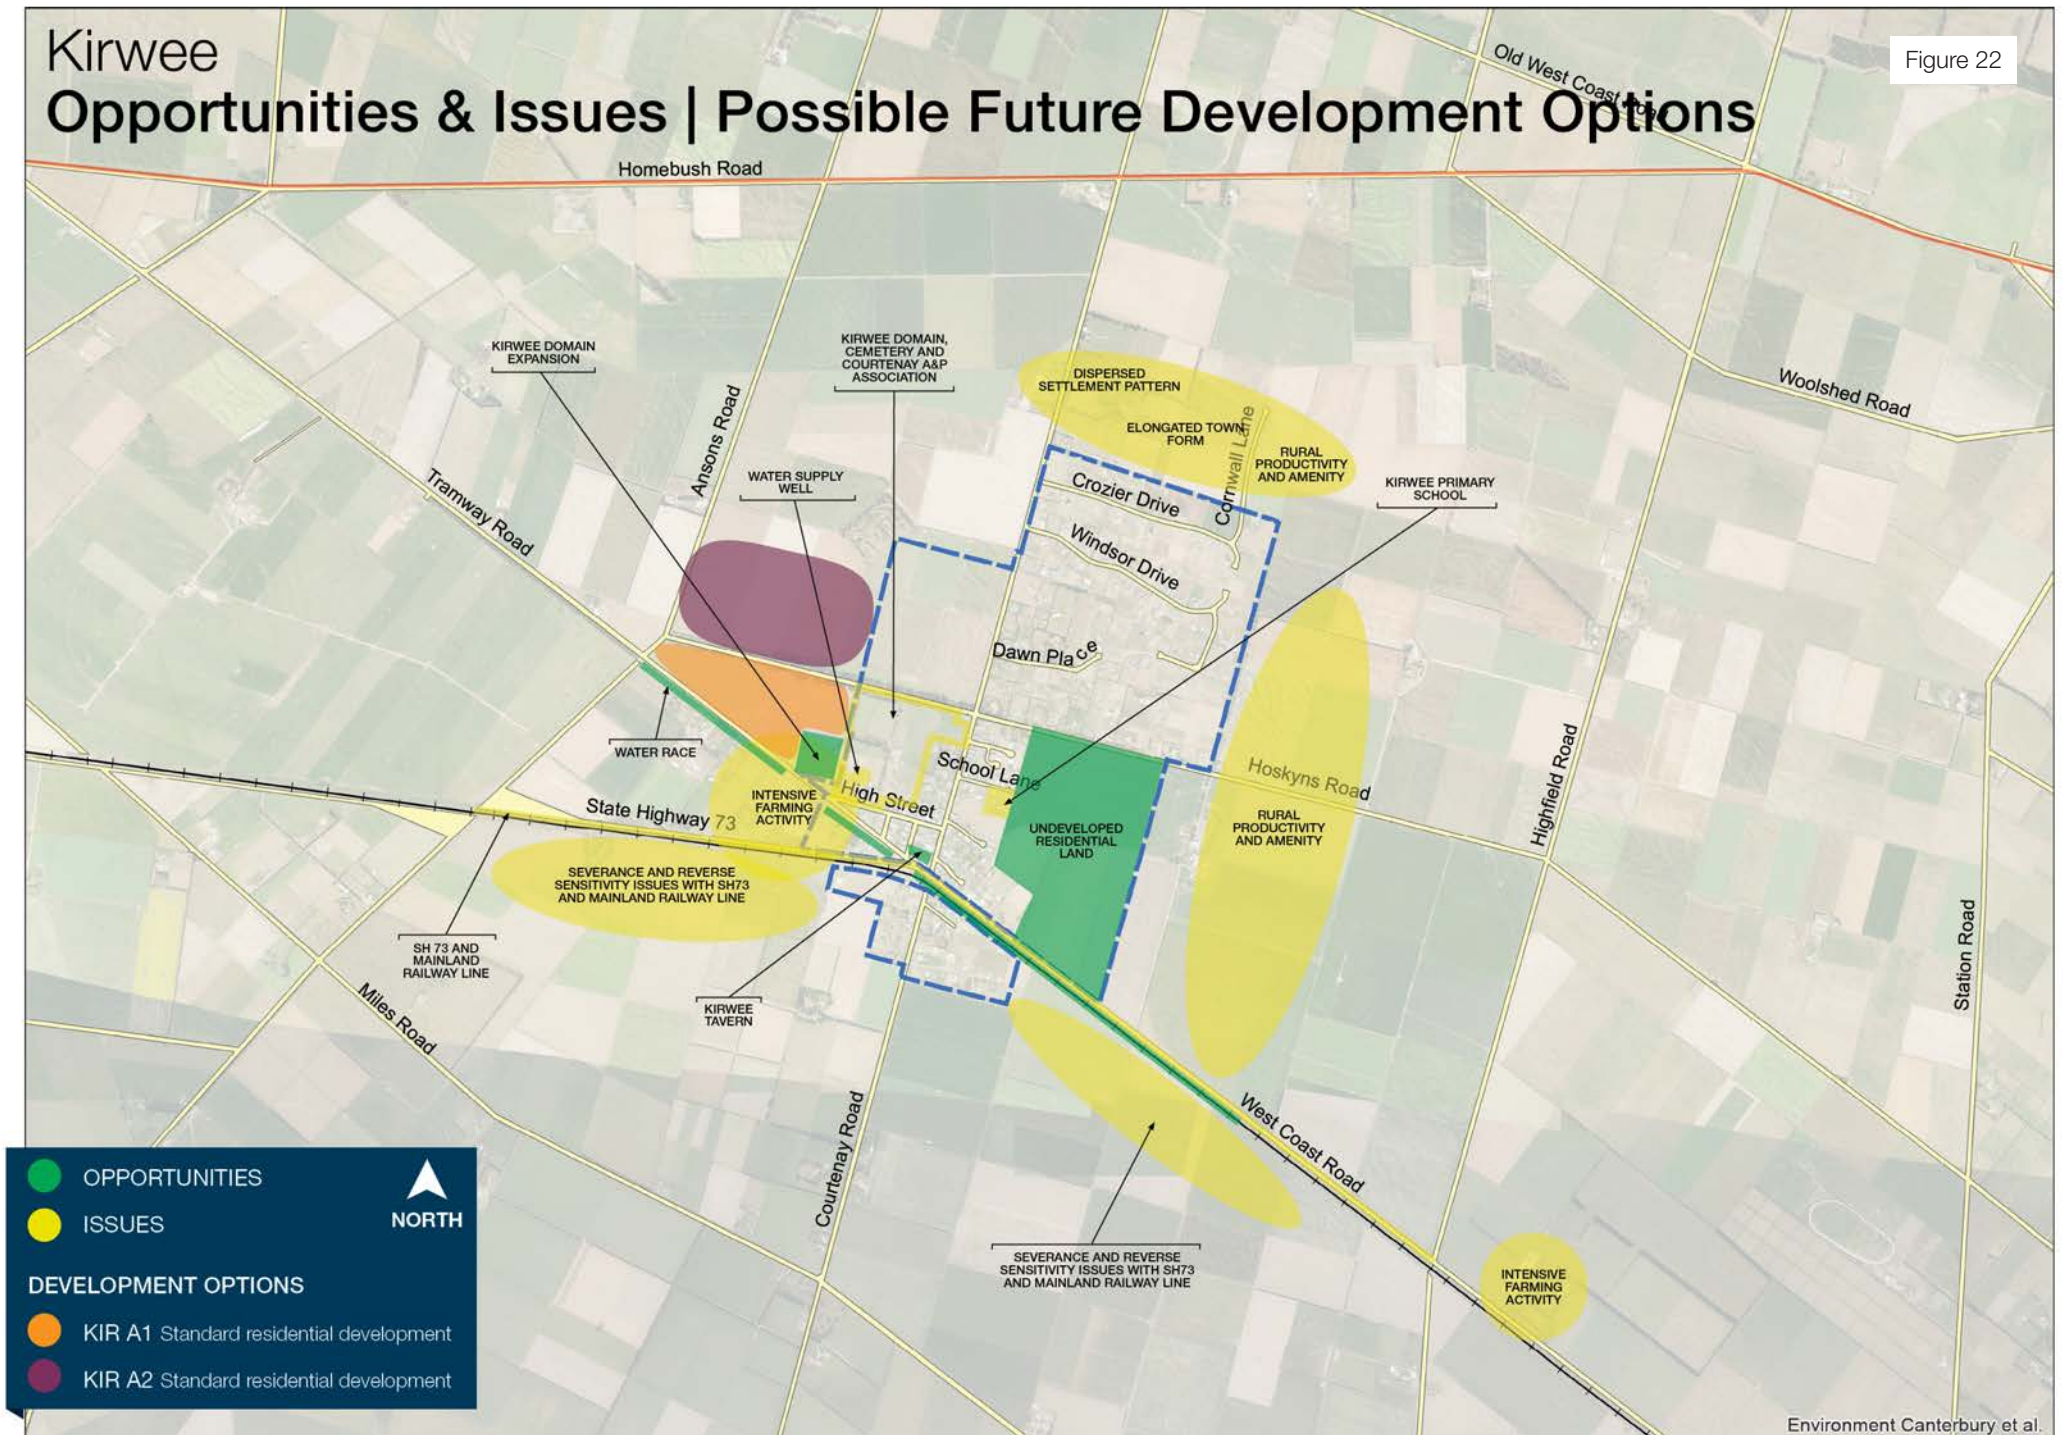 Kirwee
Opportunities & Issues | Possible Future Development Options
Figure 22
Old West Coast Road
Homebush Road
KIRWEE DOMAIN
EXPANSION
KIRWEE DOMAIN,
CEMETERY AND
COURTENAY A&P
ASSOCIATION
DISPERSED
SETTLEMENT PATTERN
ELONGATED TOWN
FORM
RURAL
PRODUCTIVITY
AND AMENITY
Woolshed Road
Ansons Road
Cornwall Lane
WATER SUPPLY
WELL
Crozier Drive
KIRWEE PRIMARY
SCHOOL
Tramway Road
Windsor Drive
Dawn Place
WATER RACE
School Lane
Hoskyns Road
Highfield Road
INTENSIVE
FARMING
ACTIVITY
High Street
State Highway 73
UNDEVELOPED
RESIDENTIAL
LAND
RURAL
PRODUCTIVITY
AND AMENITY
SEVERANCE AND REVERSE
SENSITIVITY ISSUES WITH SH73
AND MAINLAND RAILWAY LINE
SH 73 AND
MAINLAND
RAILWAY LINE
Station Road
KIRWEE
TAVERN
Miles Road
Courtenay Road
West Coast Road
SEVERANCE AND REVERSE
SENSITIVITY ISSUES WITH SH73
AND MAINLAND RAILWAY LINE
INTENSIVE
FARMING
ACTIVITY
OPPORTUNITIES
ISSUES
NORTH
DEVELOPMENT OPTIONS
KIR A1 Standard residential development
KIR A2 Standard residential development
Environment Canterbury et al.